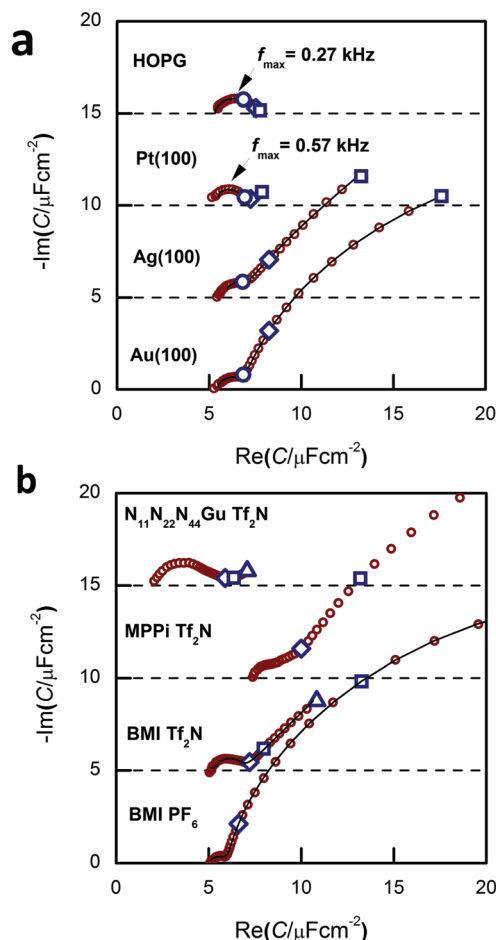 a
20
HOPG
f_max = 0.27 kHz
15
Pt(100)
f_max = 0.57 kHz
10
Ag(100)
5
Au(100)
0
0 5 10 15 20
-Im(C/μFcm⁻²)
Re(C/μFcm⁻²)
b
20
N₁₁N₂₂N₄₄Gu Tf₂N
15
MPPi Tf₂N
10
BMI Tf₂N
5
BMI PF₆
0
0 5 10 15 20
-Im(C/μFcm⁻²)
Re(C/μFcm⁻²)